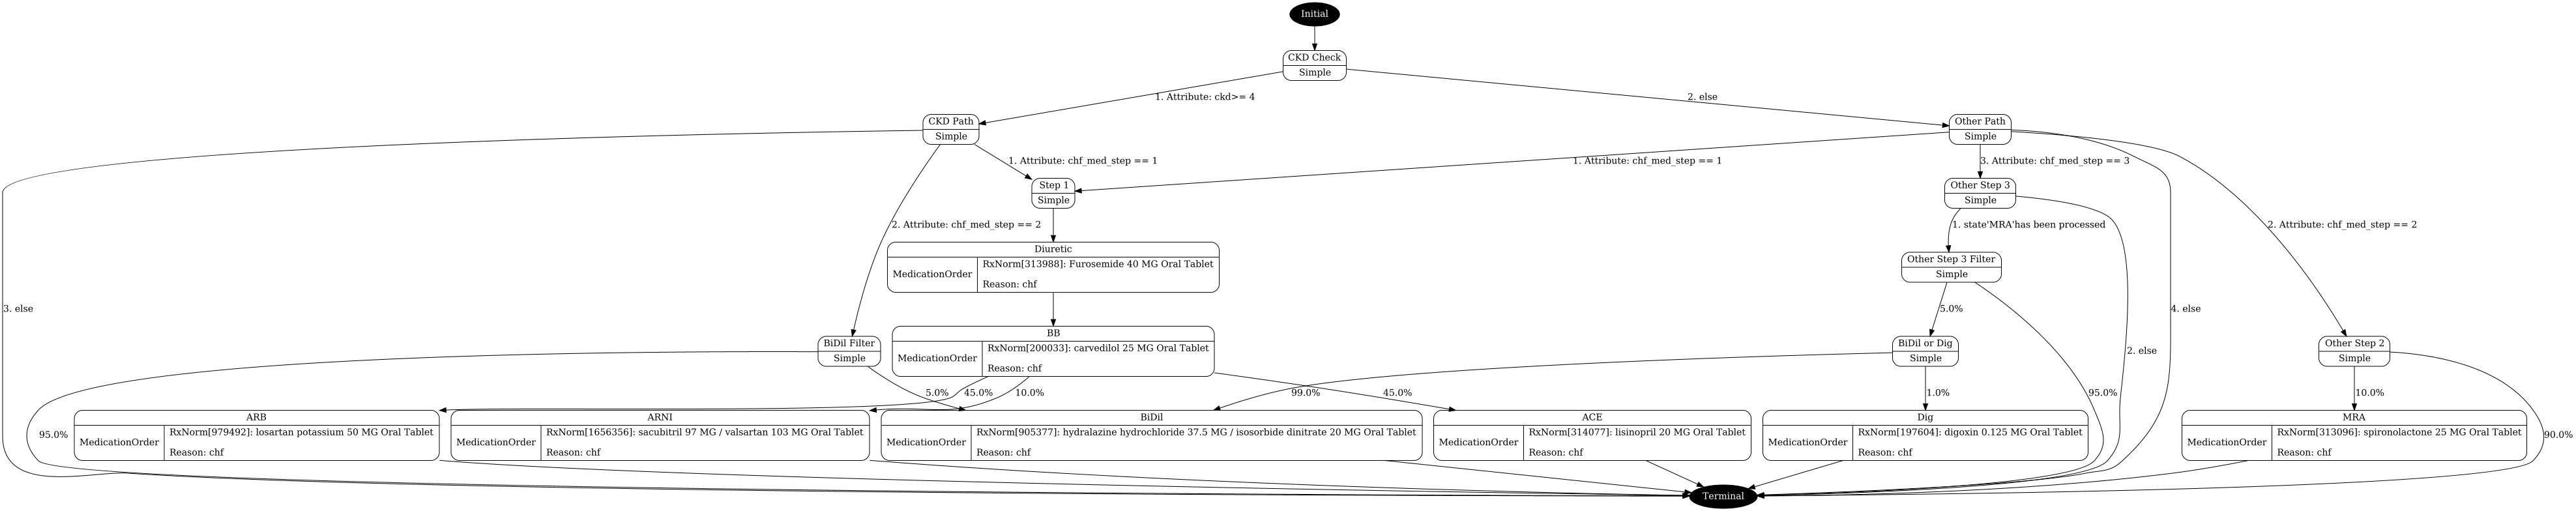 Initial
CKD Check
Simple
1. Attribute: ckd>= 4
2. else
CKD Path
Simple
Other Path
Simple
1. Attribute: chf_med_step == 1
1. Attribute: chf_med_step == 1
3. Attribute: chf_med_step == 3
Step 1
Simple
Other Step 3
Simple
2. Attribute: chf_med_step == 2
1. state'MRA'has been processed
2. Attribute: chf_med_step == 2
Diuretic
MedicationOrder
RxNorm[313988]: Furosemide 40 MG Oral Tablet
Reason: chf
Other Step 3 Filter
Simple
3. else
5.0%
4. else
BiDil Filter
Simple
BB
MedicationOrder
RxNorm[200033]: carvedilol 25 MG Oral Tablet
Reason: chf
BiDil or Dig
Simple
2. else
Other Step 2
Simple
5.0%
45.0%
10.0%
99.0%
45.0%
1.0%
95.0%
10.0%
95.0%
ARB
MedicationOrder
RxNorm[979492]: losartan potassium 50 MG Oral Tablet
Reason: chf
ARNI
MedicationOrder
RxNorm[1656356]: sacubitril 97 MG / valsartan 103 MG Oral Tablet
Reason: chf
BiDil
MedicationOrder
RxNorm[905377]: hydralazine hydrochloride 37.5 MG / isosorbide dinitrate 20 MG Oral Tablet
Reason: chf
ACE
MedicationOrder
RxNorm[314077]: lisinopril 20 MG Oral Tablet
Reason: chf
Dig
MedicationOrder
RxNorm[197604]: digoxin 0.125 MG Oral Tablet
Reason: chf
MRA
MedicationOrder
RxNorm[313096]: spironolactone 25 MG Oral Tablet
Reason: chf
90.0%
Terminal